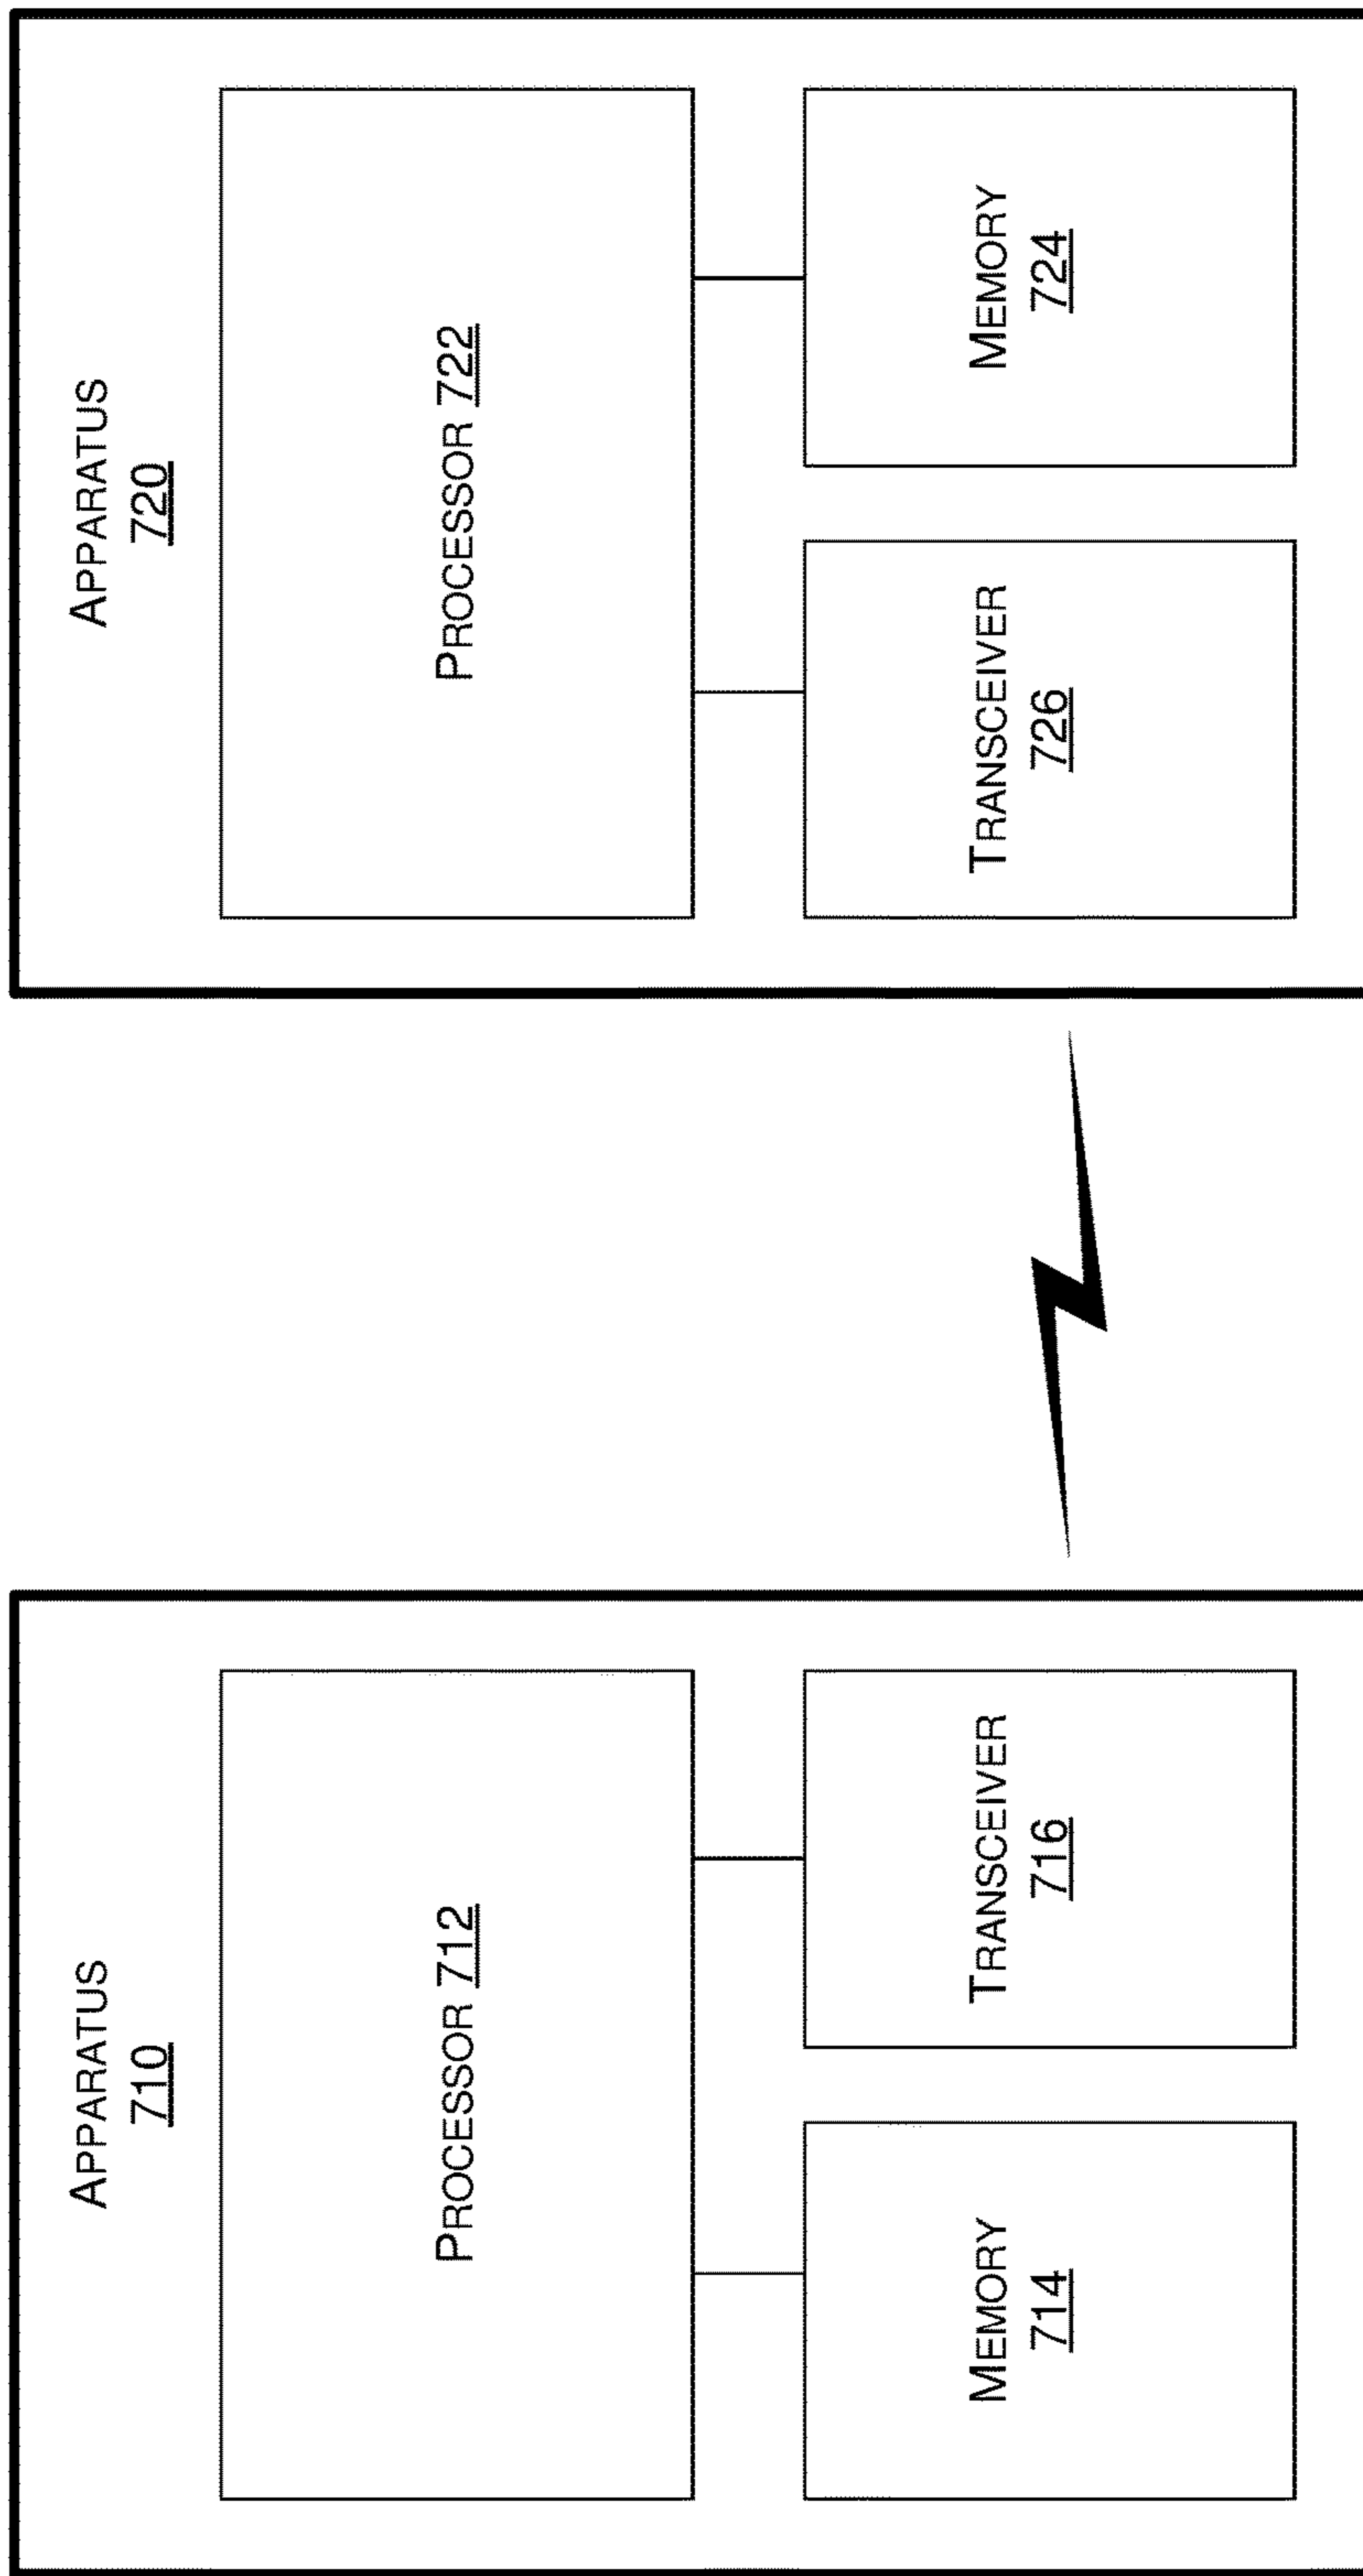 APPARATUS
710
PROCESSOR 712
MEMORY
714
TRANSCEIVER
716
APPARATUS
720
PROCESSOR 722
TRANSCEIVER
726
MEMORY
724